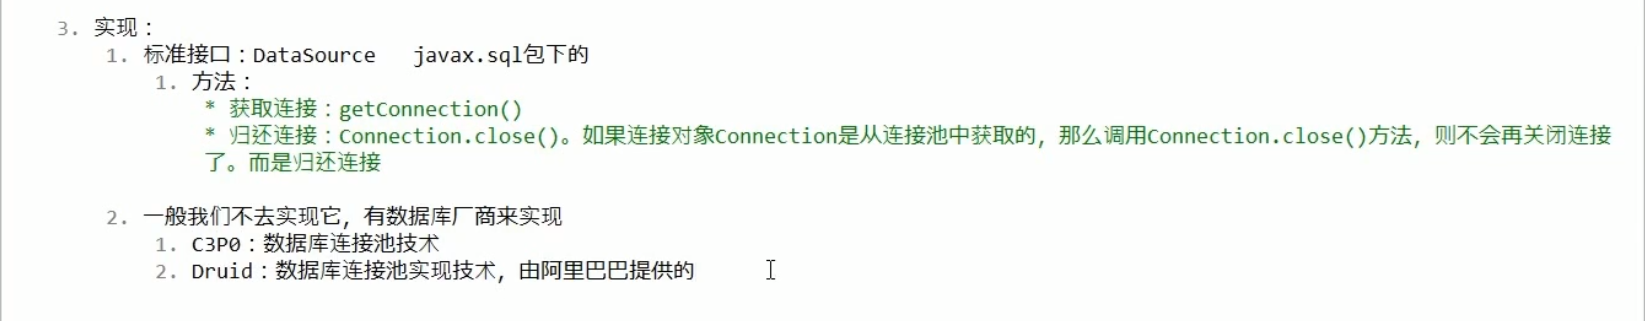 3. 实现：
1. 标准接口：DataSource   javax.sql包下的
1. 方法：
* 获取连接：getConnection()
* 归还连接：Connection.close()。如果连接对象Connection是从连接池中获取的，那么调用Connection.close()方法，则不会再关闭连接
了。而是归还连接
2. 一般我们不去实现它，有数据库厂商来实现
1. C3P0：数据库连接池技术
2. Druid：数据库连接池实现技术，由阿里巴巴提供的